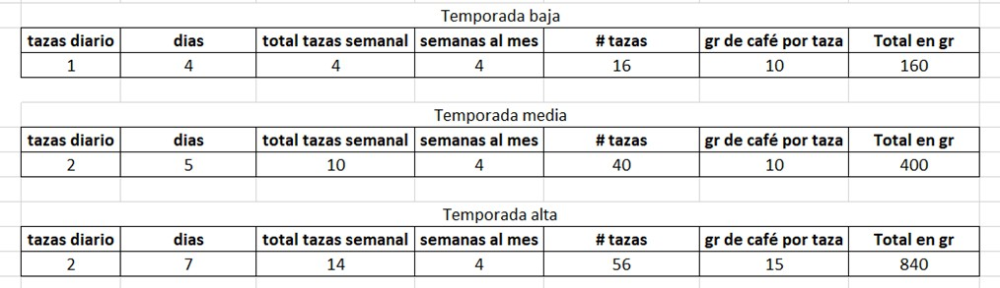 Temporada baja
tazas diario dias total tazas semanal semanas al mes # tazas gr de café por taza Total en gr
1 4 4 4 16 10 160
Temporada media
tazas diario dias total tazas semanal semanas al mes # tazas gr de café por taza Total en gr
2 5 10 4 40 10 400
Temporada alta
tazas diario dias total tazas semanal semanas al mes # tazas gr de café por taza Total en gr
2 7 14 4 56 15 840